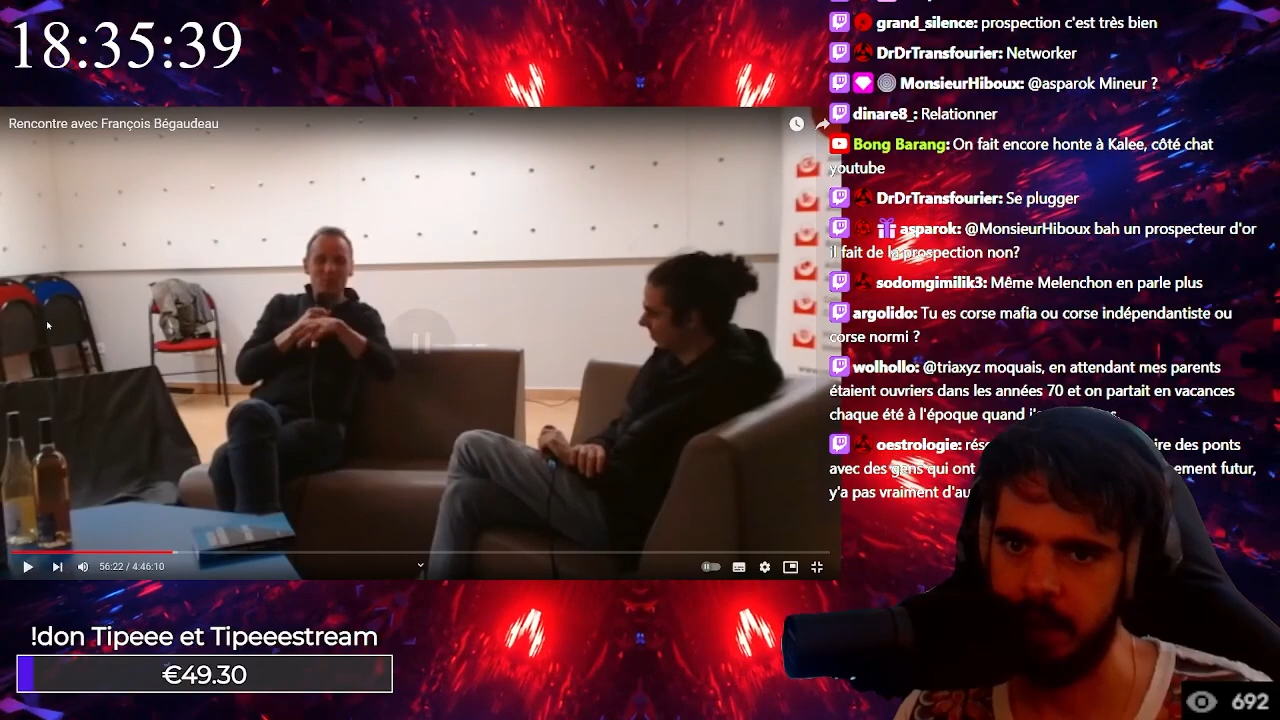 18:35:39
Rencontre avec François Bégaudeau
56:22 / 4:46:10
!don Tipeee et Tipeeestream
€49.30
grand_silence: prospection c'est très bien
DrDrTransfourier: Networker
MonsieurHiboux: @asparok Mineur ?
dinare8_: Relationner
Bong Barang: On fait encore honte à Kalee, côté chat
youtube
DrDrTransfourier: Se plugger
asparok: @MonsieurHiboux bah un prospecteur d'or
il fait de la prospection non?
sodomgimilik3: Même Melenchon en parle plus
argolido: Tu es corse mafia ou corse indépendantiste ou
corse normi ?
wolhollo: @triaxyz moquais, en attendant mes parents
étaient ouvriers dans les années 70 et on partait en vacances
chaque été à l'époque quand
oestrologie: des ponts
avec des gens qui ont futur,
y'a pas vraiment
692